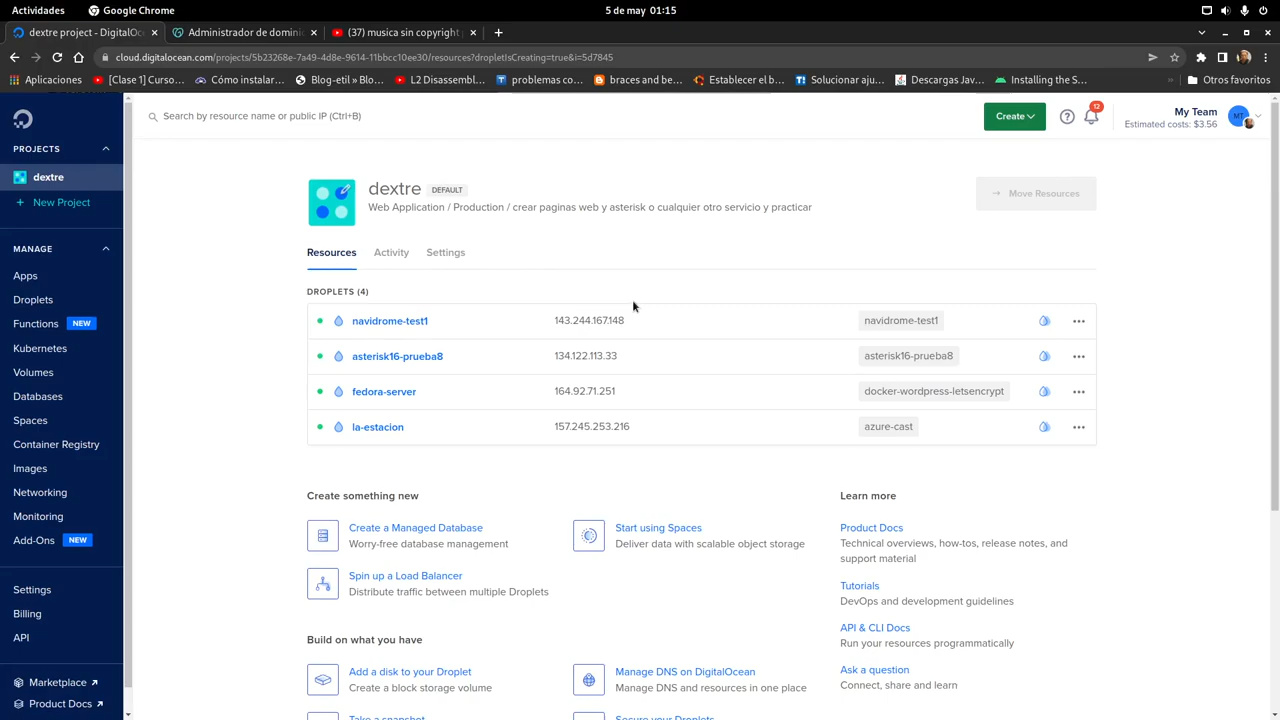 Actividades
Google Chrome
5 de may 01:15
dextre project - DigitalOc
Administrador de dominic
(37) musica sin copyright
cloud.digitalocean.com/projects/5b23268e-7a49-4d8e-9614-11bbcc10ee30/resources?dropletIsCreating=true&i=5d7845
Aplicaciones
[Clase 1] Curso...
Cómo instalar...
Blog-etil » Blo...
L2 Disassembl...
problemas co...
braces and be...
Establecer el b...
Solucionar aju...
Descargas Jav...
Installing the S...
Otros favoritos
PROJECTS
dextre
+ New Project
MANAGE
Apps
Droplets
Functions NEW
Kubernetes
Volumes
Databases
Spaces
Container Registry
Images
Networking
Monitoring
Add-Ons NEW
Settings
Billing
API
Marketplace ↗
Product Docs ↗
Search by resource name or public IP (Ctrl+B)
Create
?
12
My Team
Estimated costs: $3.56
MT
dextre DEFAULT
Web Application / Production / crear paginas web y asterisk o cualquier otro servicio y practicar
→ Move Resources
Resources Activity Settings
DROPLETS (4)
navidrome-test1 143.244.167.148 navidrome-test1 •••
asterisk16-prueba8 134.122.113.33 asterisk16-prueba8 •••
fedora-server 164.92.71.251 docker-wordpress-letsencrypt •••
la-estacion 157.245.253.216 azure-cast •••
Create something new
Create a Managed Database
Worry-free database management
Start using Spaces
Deliver data with scalable object storage
Spin up a Load Balancer
Distribute traffic between multiple Droplets
Build on what you have
Add a disk to your Droplet
Create a block storage volume
Manage DNS on DigitalOcean
Manage DNS and resources in one place
Take a snapshot
Secure your Droplets
Learn more
Product Docs
Technical overviews, how-tos, release notes, and
support material
Tutorials
DevOps and development guidelines
API & CLI Docs
Run your resources programmatically
Ask a question
Connect, share and learn